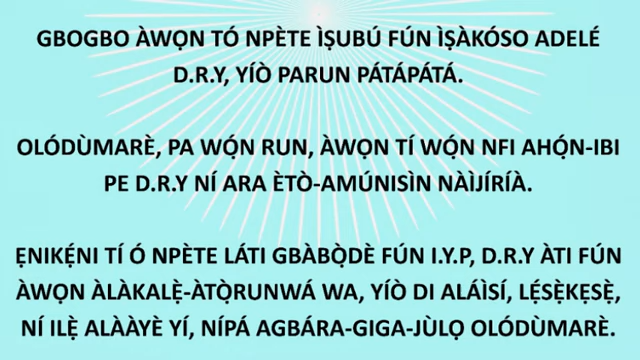 GBOGBO ÀWỌN TÓ NPÈTE ÌṢUBÚ FÚN ÌṢÀKÓSO ADELÉ
D.R.Y, YÍÒ PARUN PÁTÁPÁTÁ.
OLÓDÙMARÈ, PA WỌ́N RUN, ÀWỌN TÍ WỌ́N NFI AHỌ́N-IBI
PE D.R.Y NÍ ARA ÈTÒ-AMÚNISÌN NÀÌJÍRÍÀ.
ẸNIKẸ́NI TÍ Ó NPÈTE LÁTI GBÀBỌ̀DÈ FÚN I.Y.P, D.R.Y ÀTI FÚN
ÀWỌN ÀLÀKALẸ̀-ÀTỌ̀RUNWÁ WA, YÍÒ DI ALÁÌSÍ, LẸ́SẸ̀KẸSẸ̀,
NÍ ILẸ̀ ALÀÀYÈ YÍ, NÍPÁ AGBÁRA-GIGA-JÙLỌ OLÓDÙMARÈ.